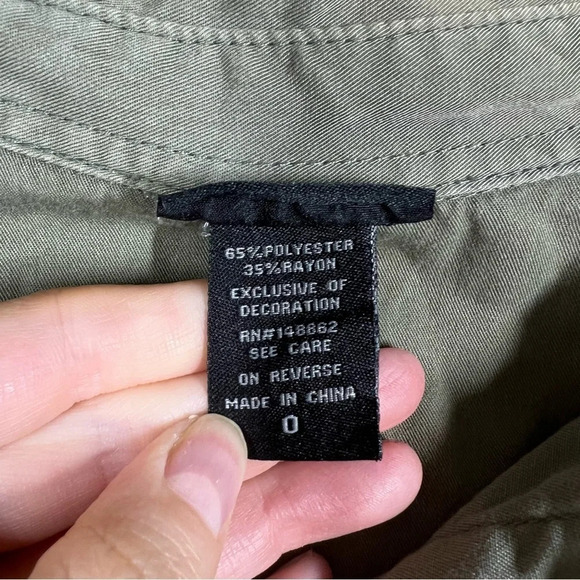 65%POLYESTER
35%RAYON
EXCLUSIVE OF
DECORATION
RN#148862
SEE CARE
ON REVERSE
MADE IN CHINA
0